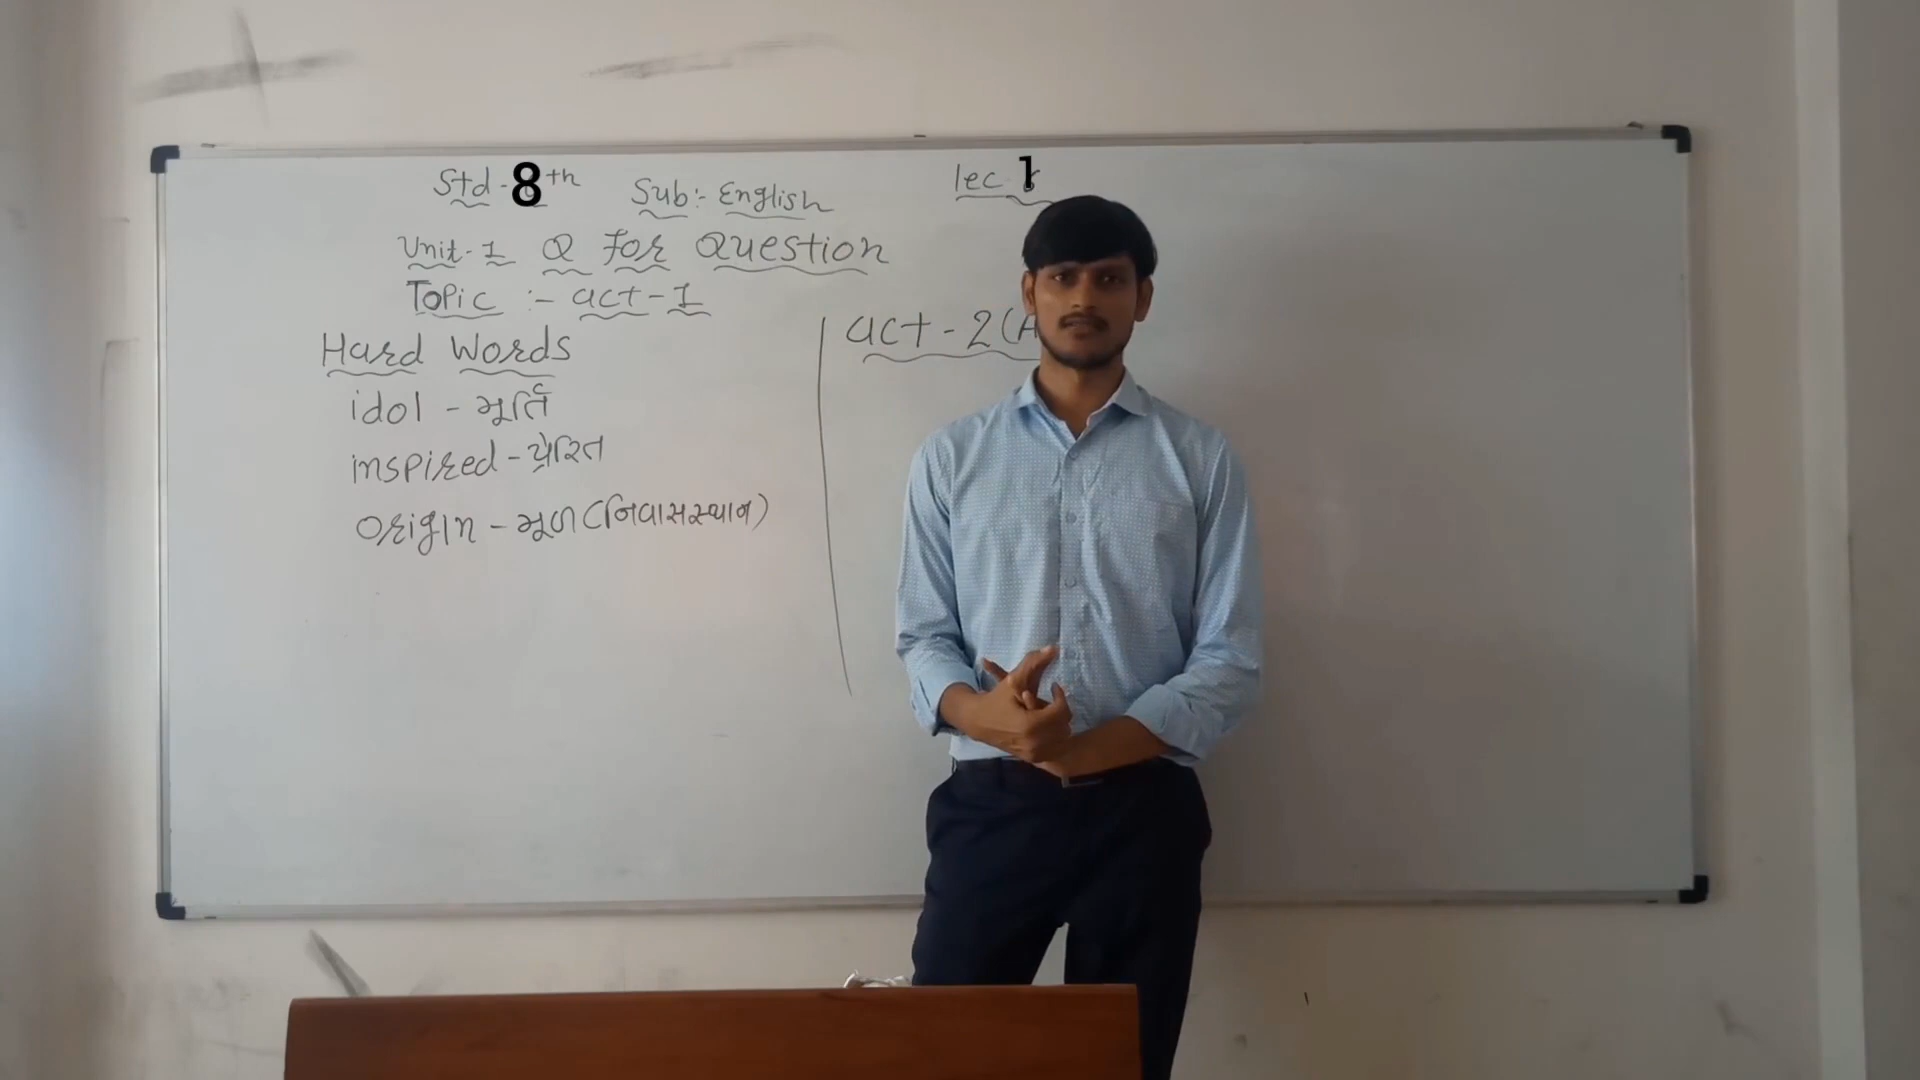 Std - 8th Sub:- English lec 1
Unit-1 Q For Question
Topic :- act-1
Hard Words
idol - મૂર્તિ
inspired - પ્રેરિત
origin - મૂળ (નિવાસસ્થાન)
act - 2 (A